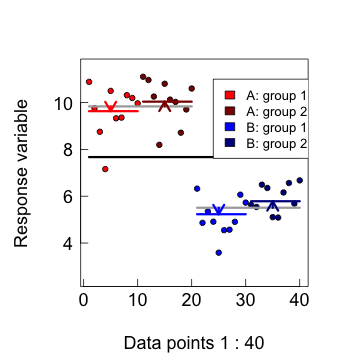 A: group 1
A: group 2
B: group 1
B: group 2
10
8
6
4
Response variable
0
10
20
30
40
Data points 1 : 40